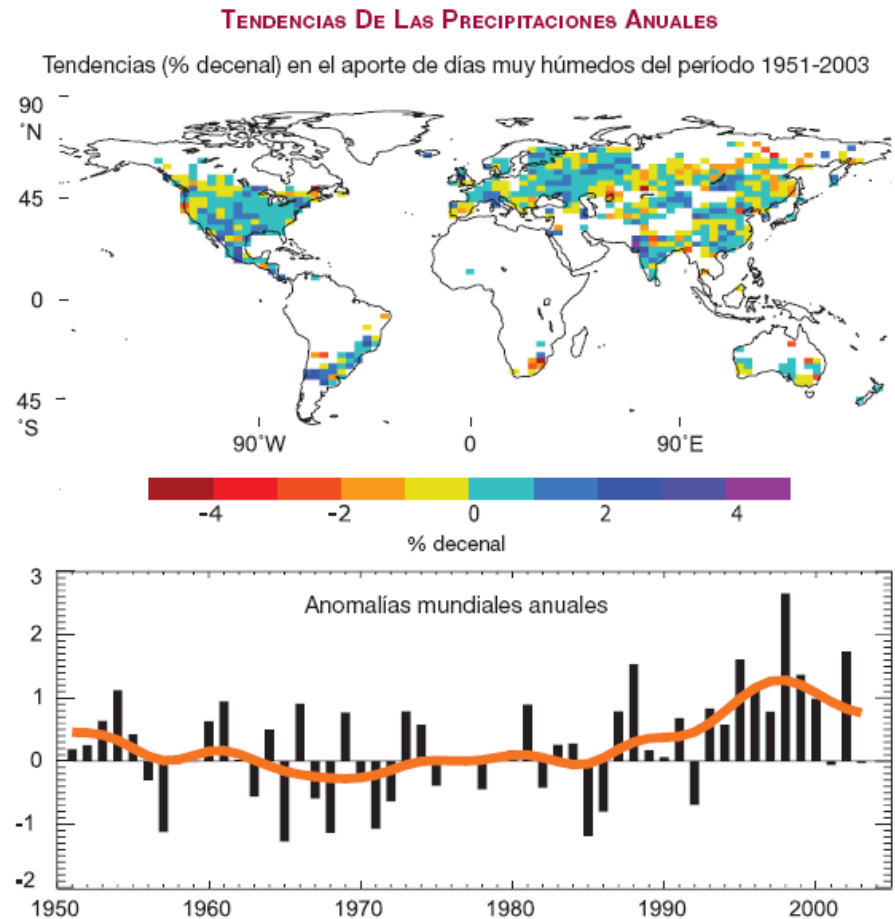 TENDENCIAS DE LAS PRECIPITACIONES ANUALES
Tendencias (% decenal) en el aporte de días muy húmedos del período 1951-2003
90
˚N
45
0
45
˚S
90˚W 0 90˚E
-4 -2 0 2 4
% decenal
Anomalías mundiales anuales
3
2
1
0
-1
-2
1950 1960 1970 1980 1990 2000